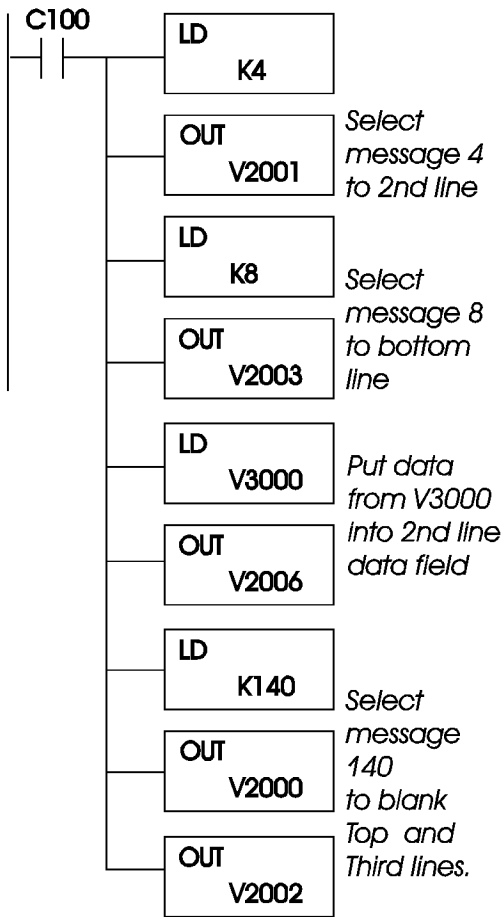 C100
LD
K4
OUT
V2001
Select
message 4
to 2nd line
LD
K8
OUT
V2003
Select
message 8
to bottom
line
LD
V3000
OUT
V2006
Put data
from V3000
into 2nd line
data field
LD
K140
OUT
V2000
OUT
V2002
Select
message
140
to blank
Top and
Third lines.